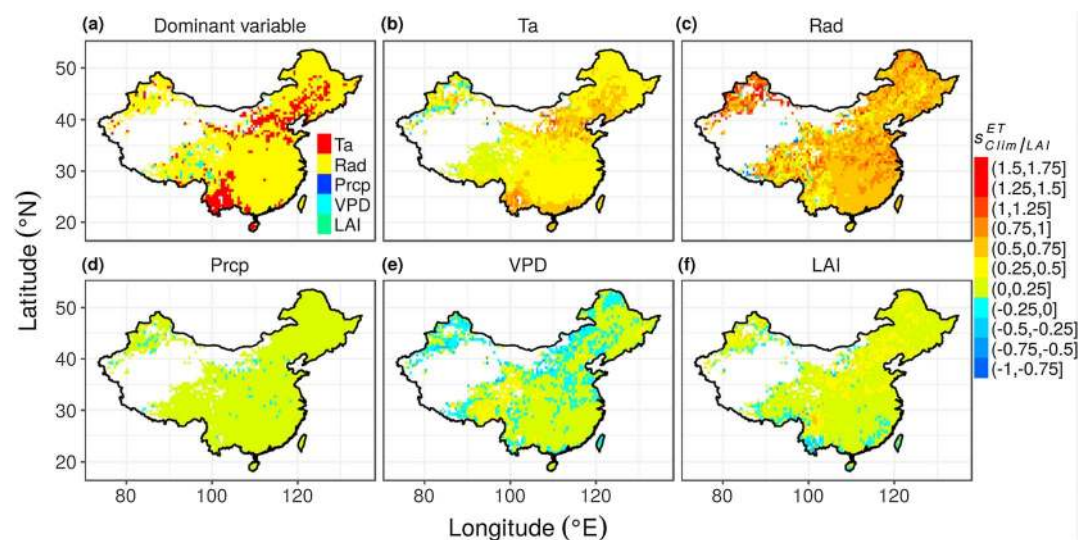 (a) Dominant variable
(b) Ta
(c) Rad
50
40
30
20
Ta
Rad
Prcp
VPD
LAI
(d) Prcp
(e) VPD
(f) LAI
50
40
30
20
80 100 120
80 100 120
80 100 120
Latitude (°N)
Longitude (°E)
S^{ET}_{Clim/LAI}
(1.5,1.75]
(1.25,1.5]
(1,1.25]
(0.75,1]
(0.5,0.75]
(0.25,0.5]
(0,0.25]
(-0.25,0]
(-0.5,-0.25]
(-0.75,-0.5]
(-1,-0.75]